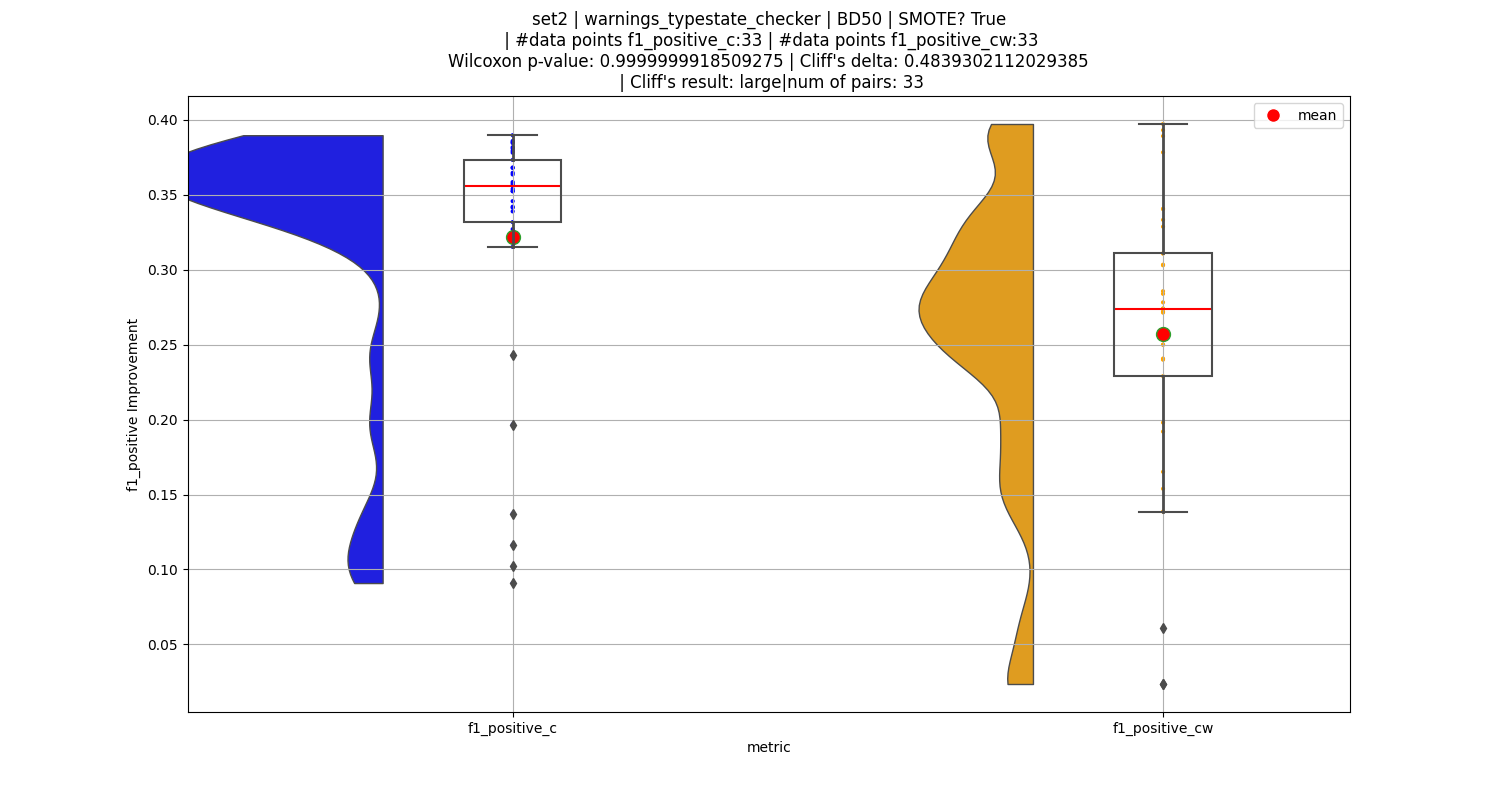 set2 | warnings_typestate_checker | BD50 | SMOTE? True
| #data points f1_positive_c:33 | #data points f1_positive_cw:33
Wilcoxon p-value: 0.9999999918509275 | Cliff's delta: 0.4839302112029385
| Cliff's result: large|num of pairs: 33
mean
0.40
0.35
0.30
0.25
0.20
0.15
0.10
0.05
f1_positive Improvement
f1_positive_c
f1_positive_cw
metric